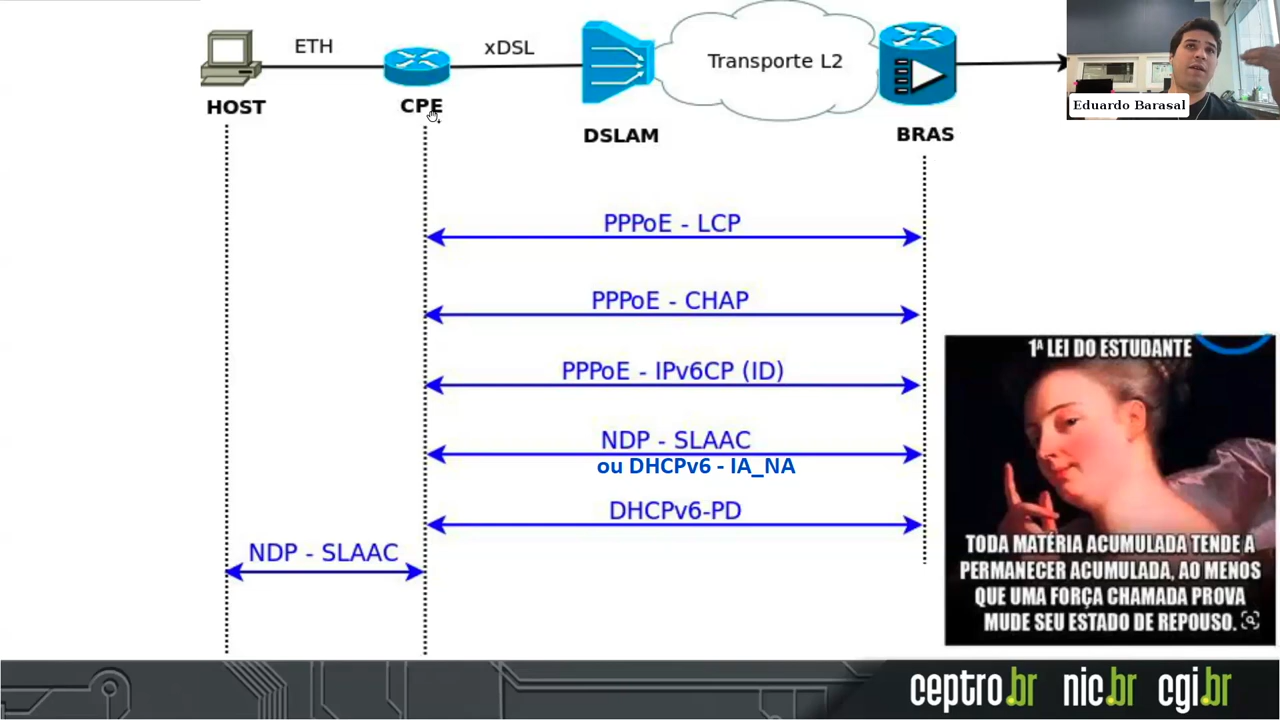 ETH
xDSL
Transporte L2
HOST
CPE
DSLAM
BRAS
Eduardo Barasal
PPPoE - LCP
PPPoE - CHAP
PPPoE - IPv6CP (ID)
NDP - SLAAC
ou DHCPv6 - IA_NA
DHCPv6-PD
NDP - SLAAC
1ª LEI DO ESTUDANTE
TODA MATÉRIA ACUMULADA TENDE A
PERMANECER ACUMULADA, AO MENOS
QUE UMA FORÇA CHAMADA PROVA
MUDE SEU ESTADO DE REPOUSO.
ceptro.br nic.br cgi.br